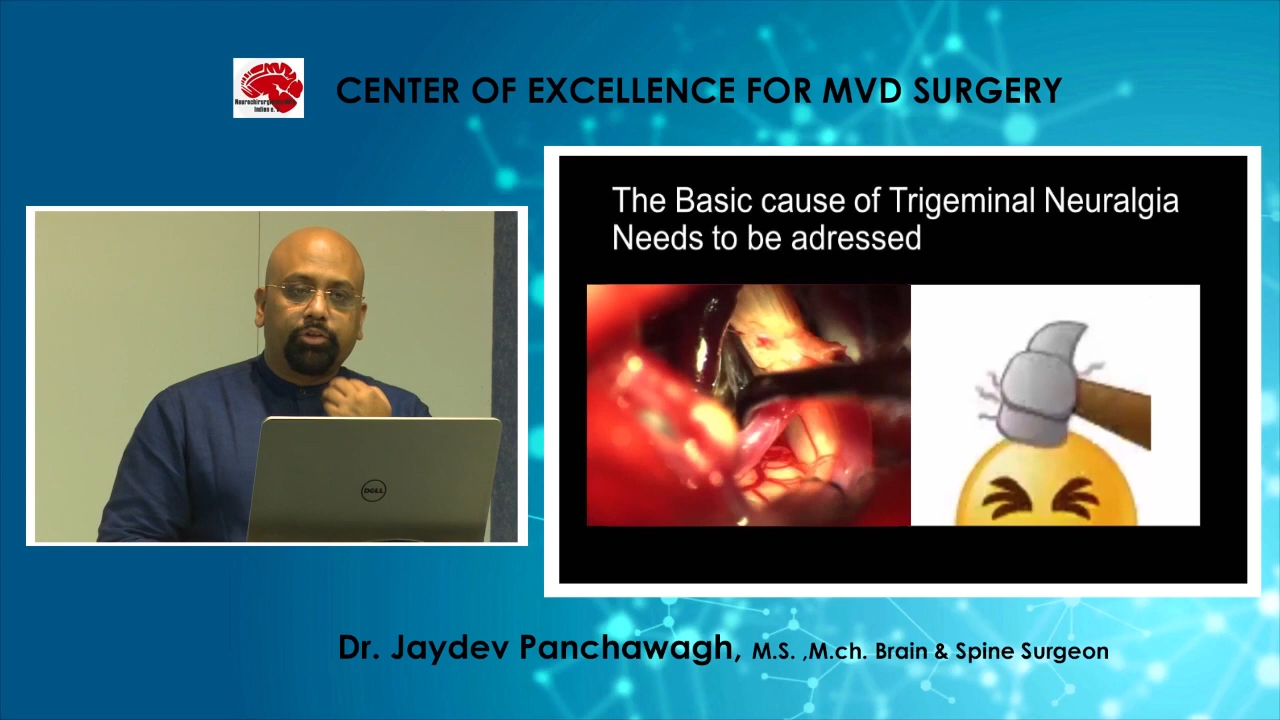 CENTER OF EXCELLENCE FOR MVD SURGERY
Indien e.
The Basic cause of Trigeminal Neuralgia
Needs to be adressed
DELL
Dr. Jaydev Panchawagh, M.S. ,M.ch. Brain & Spine Surgeon